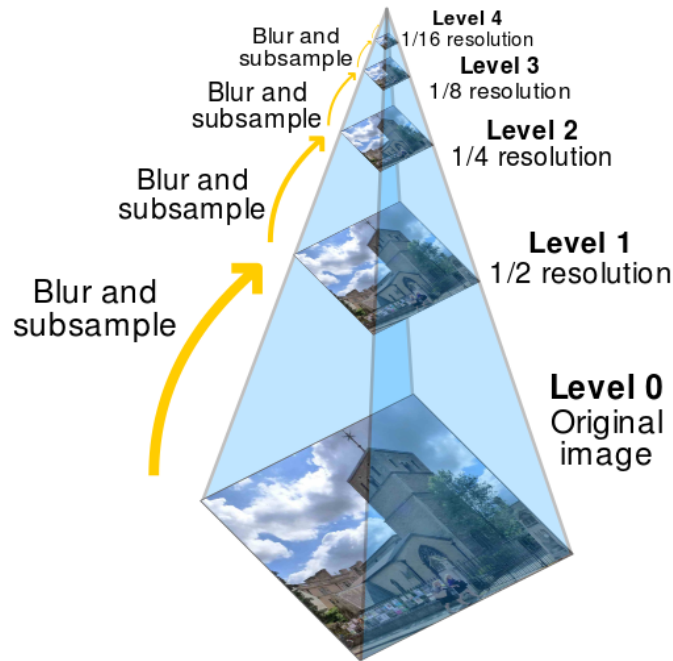 Level 4
1/16 resolution
Blur and
subsample
Level 3
1/8 resolution
Blur and
subsample
Level 2
1/4 resolution
Blur and
subsample
Level 1
1/2 resolution
Blur and
subsample
Level 0
Original
image